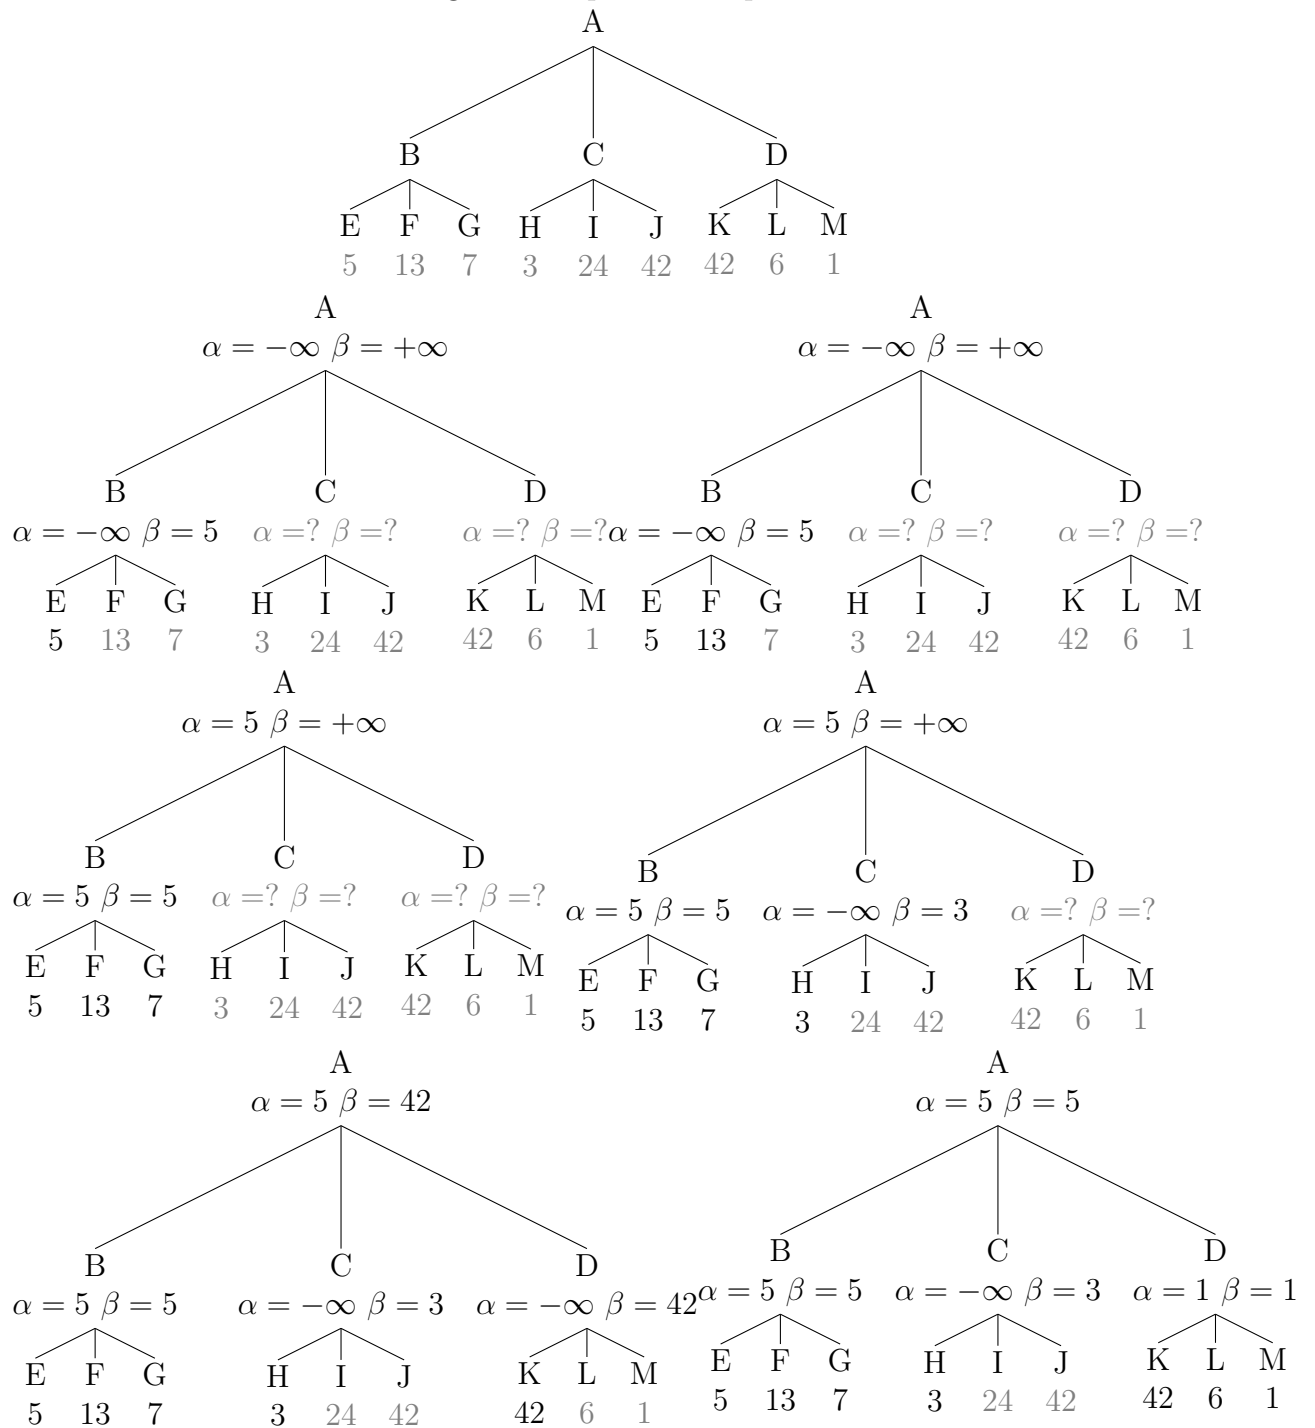 A
B C D
E F G H I J K L M
5 13 7 3 24 42 42 6 1
A
α = −∞ β = +∞
B C D
α = −∞ β = 5 α =? β =? α =? β =?
E F G H I J K L M
5 13 7 3 24 42 42 6 1
A
α = −∞ β = +∞
B C D
α = −∞ β = 5 α =? β =? α =? β =?
E F G H I J K L M
5 13 7 3 24 42 42 6 1
A
α = 5 β = +∞
B C D
α = 5 β = 5 α =? β =? α =? β =?
E F G H I J K L M
5 13 7 3 24 42 42 6 1
A
α = 5 β = +∞
B C D
α = 5 β = 5 α = −∞ β = 3 α =? β =?
E F G H I J K L M
5 13 7 3 24 42 42 6 1
A
α = 5 β = 42
B C D
α = 5 β = 5 α = −∞ β = 3 α = −∞ β = 42
E F G H I J K L M
5 13 7 3 24 42 42 6 1
A
α = 5 β = 5
B C D
α = 5 β = 5 α = −∞ β = 3 α = 1 β = 1
E F G H I J K L M
5 13 7 3 24 42 42 6 1